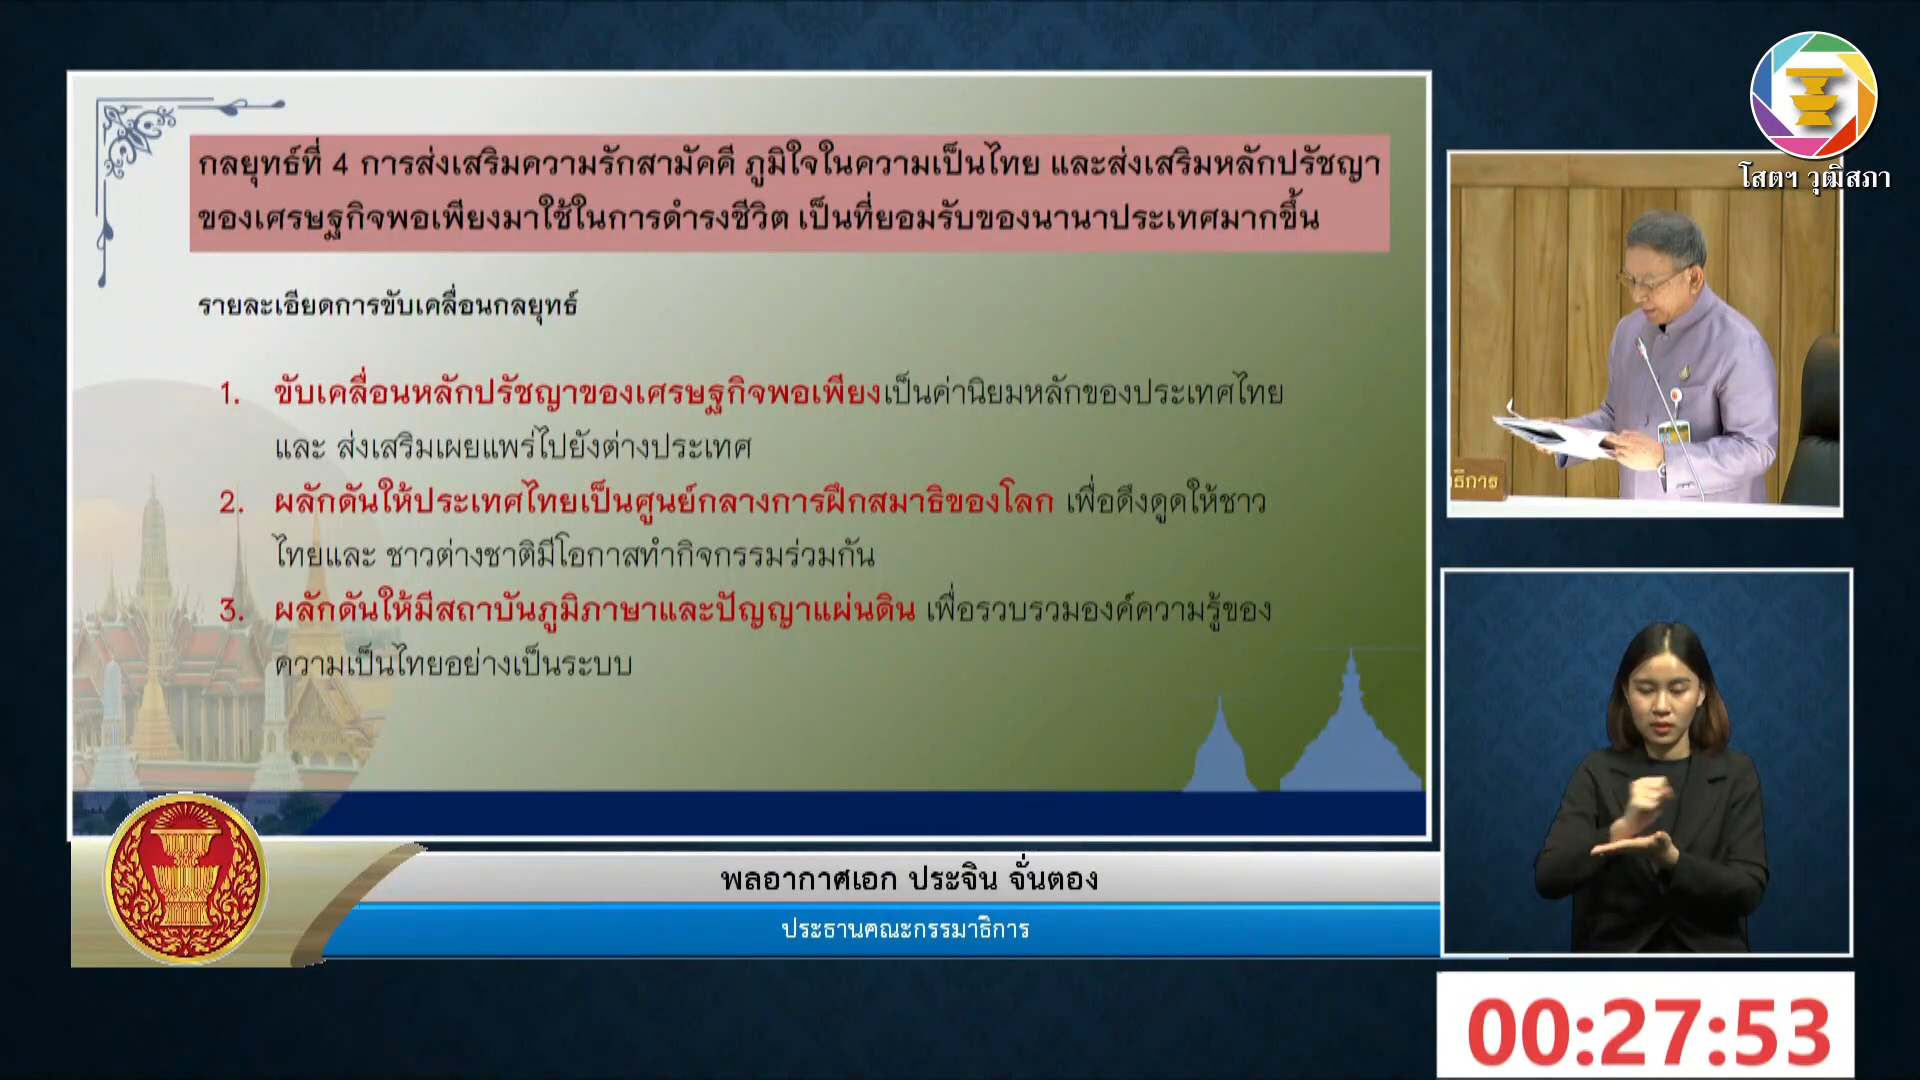 กลยุทธ์ที่ 4 การส่งเสริมความรักสามัคคี ภูมิใจในความเป็นไทย และส่งเสริมหลักปรัชญา
ของเศรษฐกิจพอเพียงมาใช้ในการดำรงชีวิต เป็นที่ยอมรับของนานาประเทศมากขึ้น
รายละเอียดการขับเคลื่อนกลยุทธ์
1. ขับเคลื่อนหลักปรัชญาของเศรษฐกิจพอเพียงเป็นค่านิยมหลักของประเทศไทย
และ ส่งเสริมเผยแพร่ไปยังต่างประเทศ
2. ผลักดันให้ประเทศไทยเป็นศูนย์กลางการฝึกสมาธิของโลก เพื่อดึงดูดให้ชาว
ไทยและ ชาวต่างชาติมีโอกาสทำกิจกรรมร่วมกัน
3. ผลักดันให้มีสถาบันภูมิภาษาและปัญญาแผ่นดิน เพื่อรวบรวมองค์ความรู้ของ
ความเป็นไทยอย่างเป็นระบบ
โสตฯ วุฒิสภา
ธิการ
พลอากาศเอก ประจิน จั่นตอง
ประธานคณะกรรมาธิการ
00:27:53